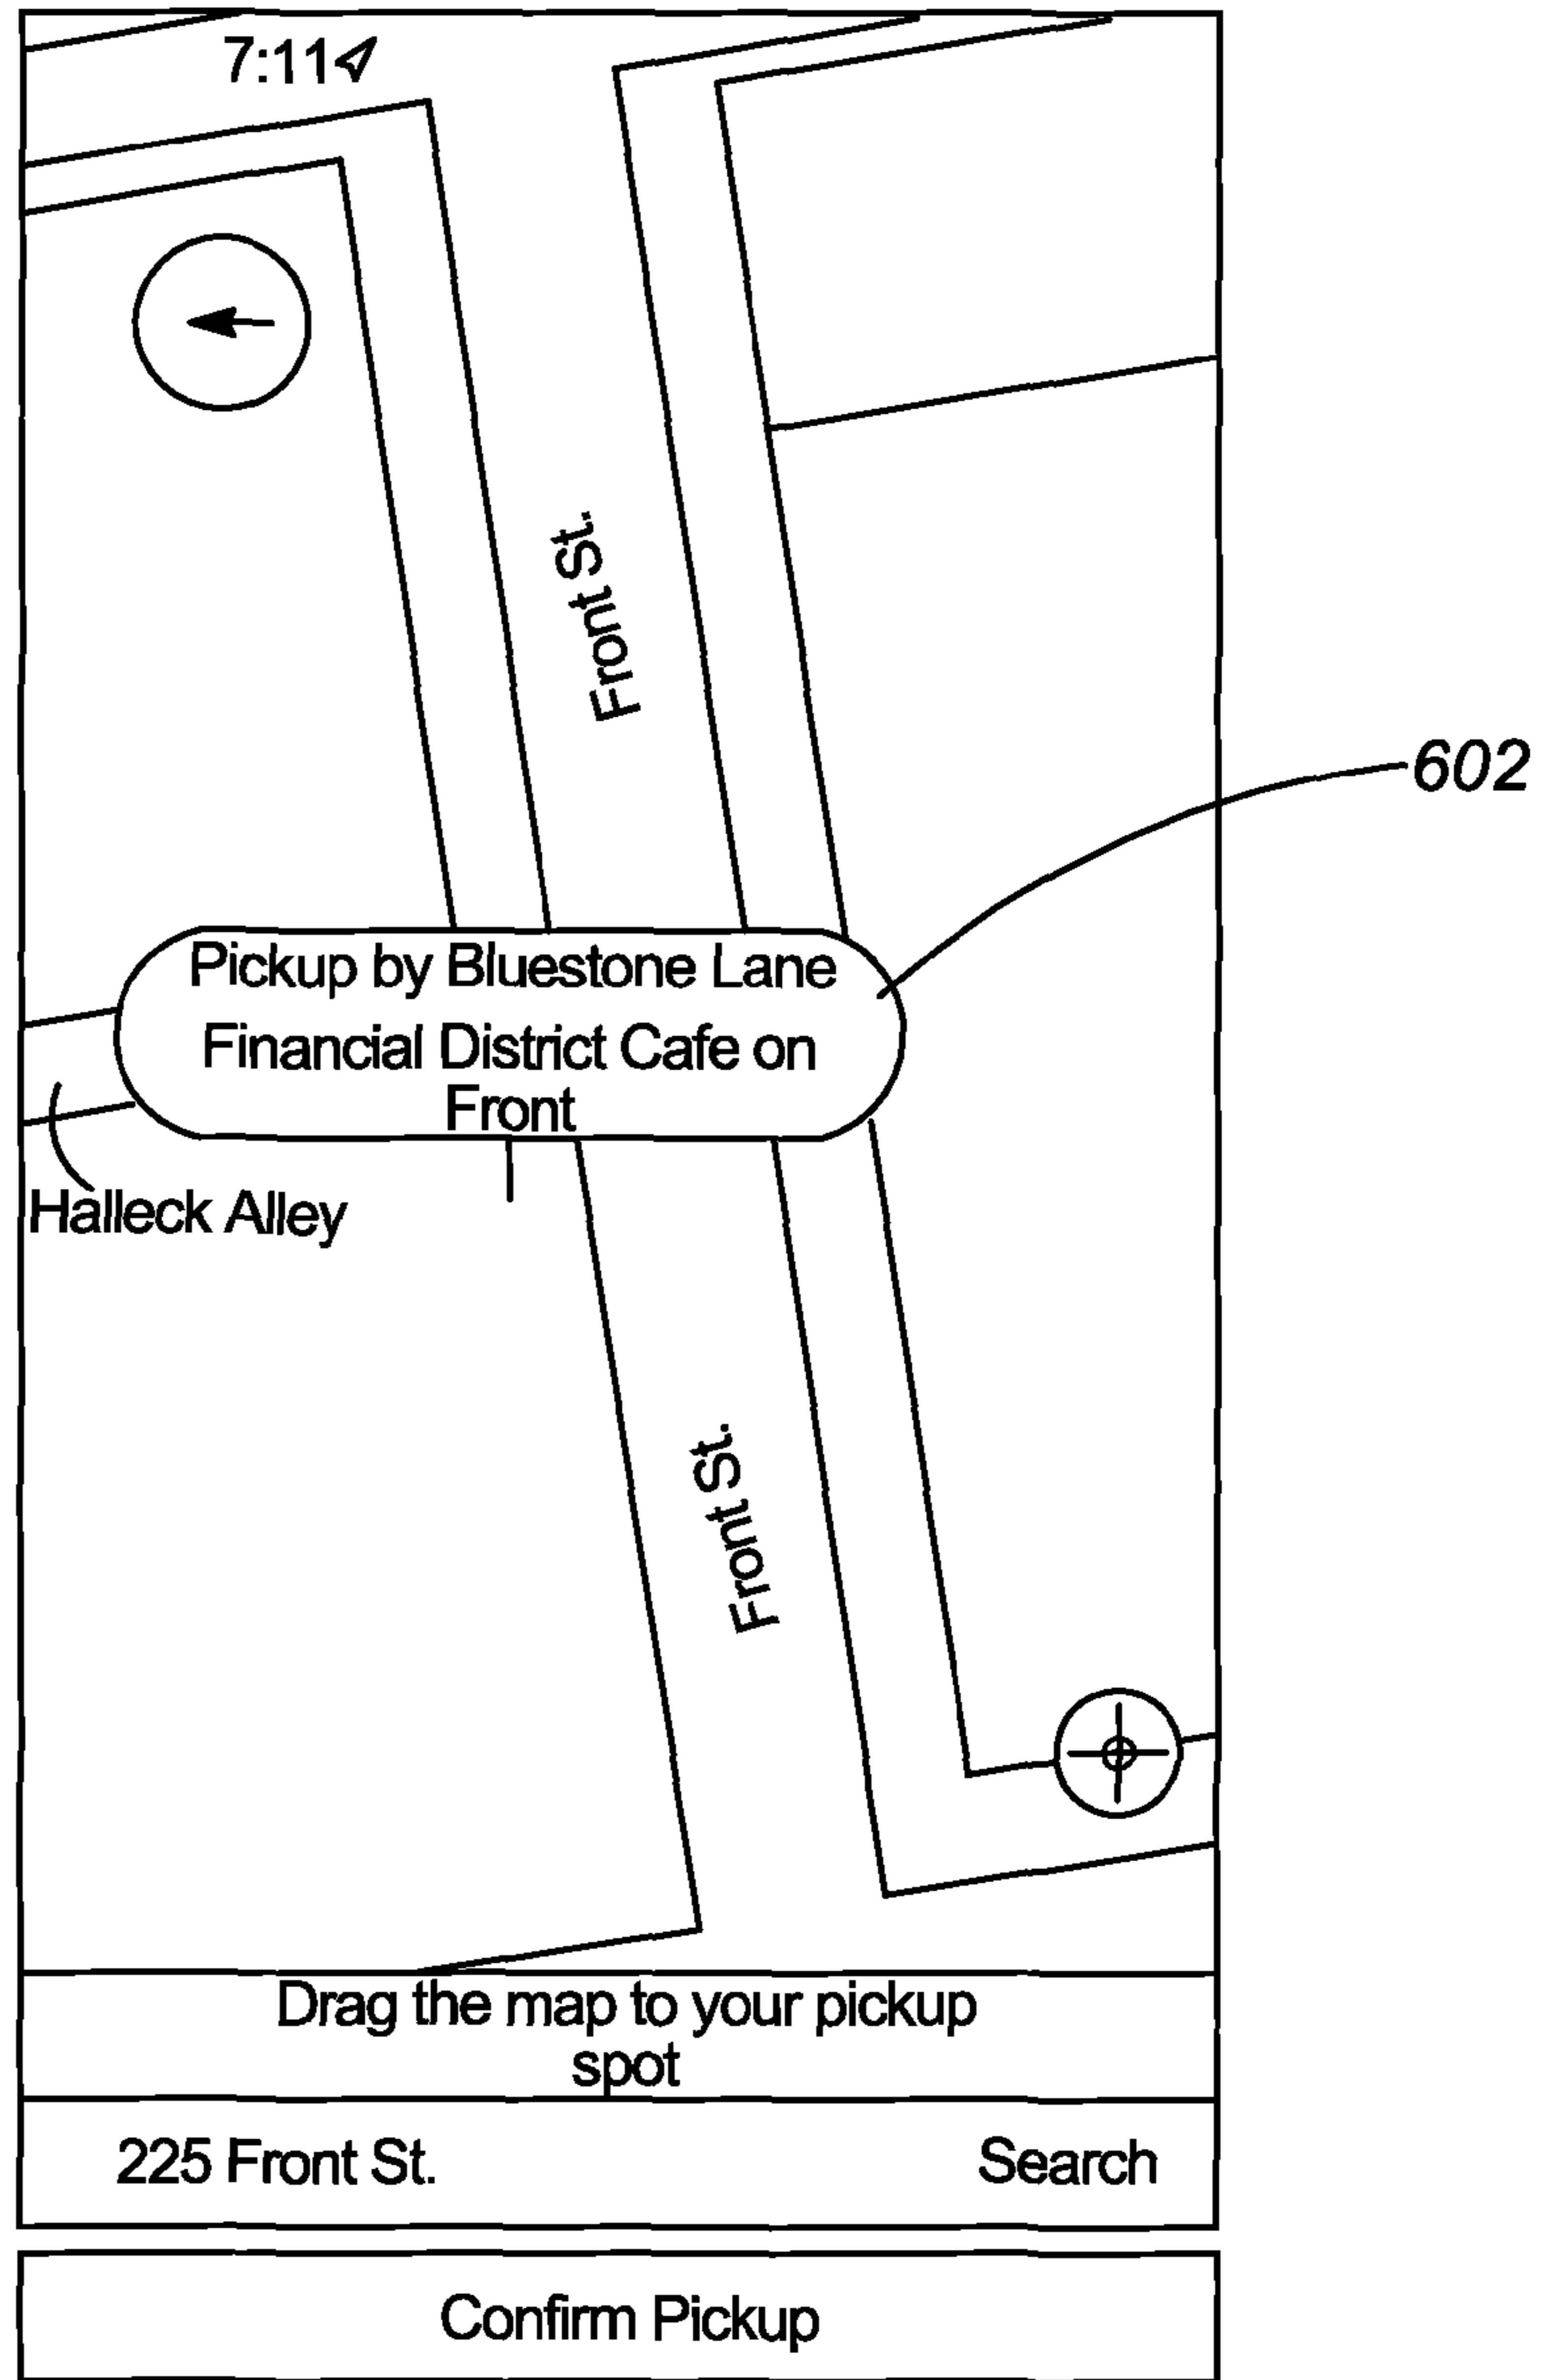 7:11
Front St.
602
Pickup by Bluestone Lane
Financial District Cafe on
Front
Halleck Alley
Front St.
Drag the map to your pickup
spot
225 Front St.
Search
Confirm Pickup